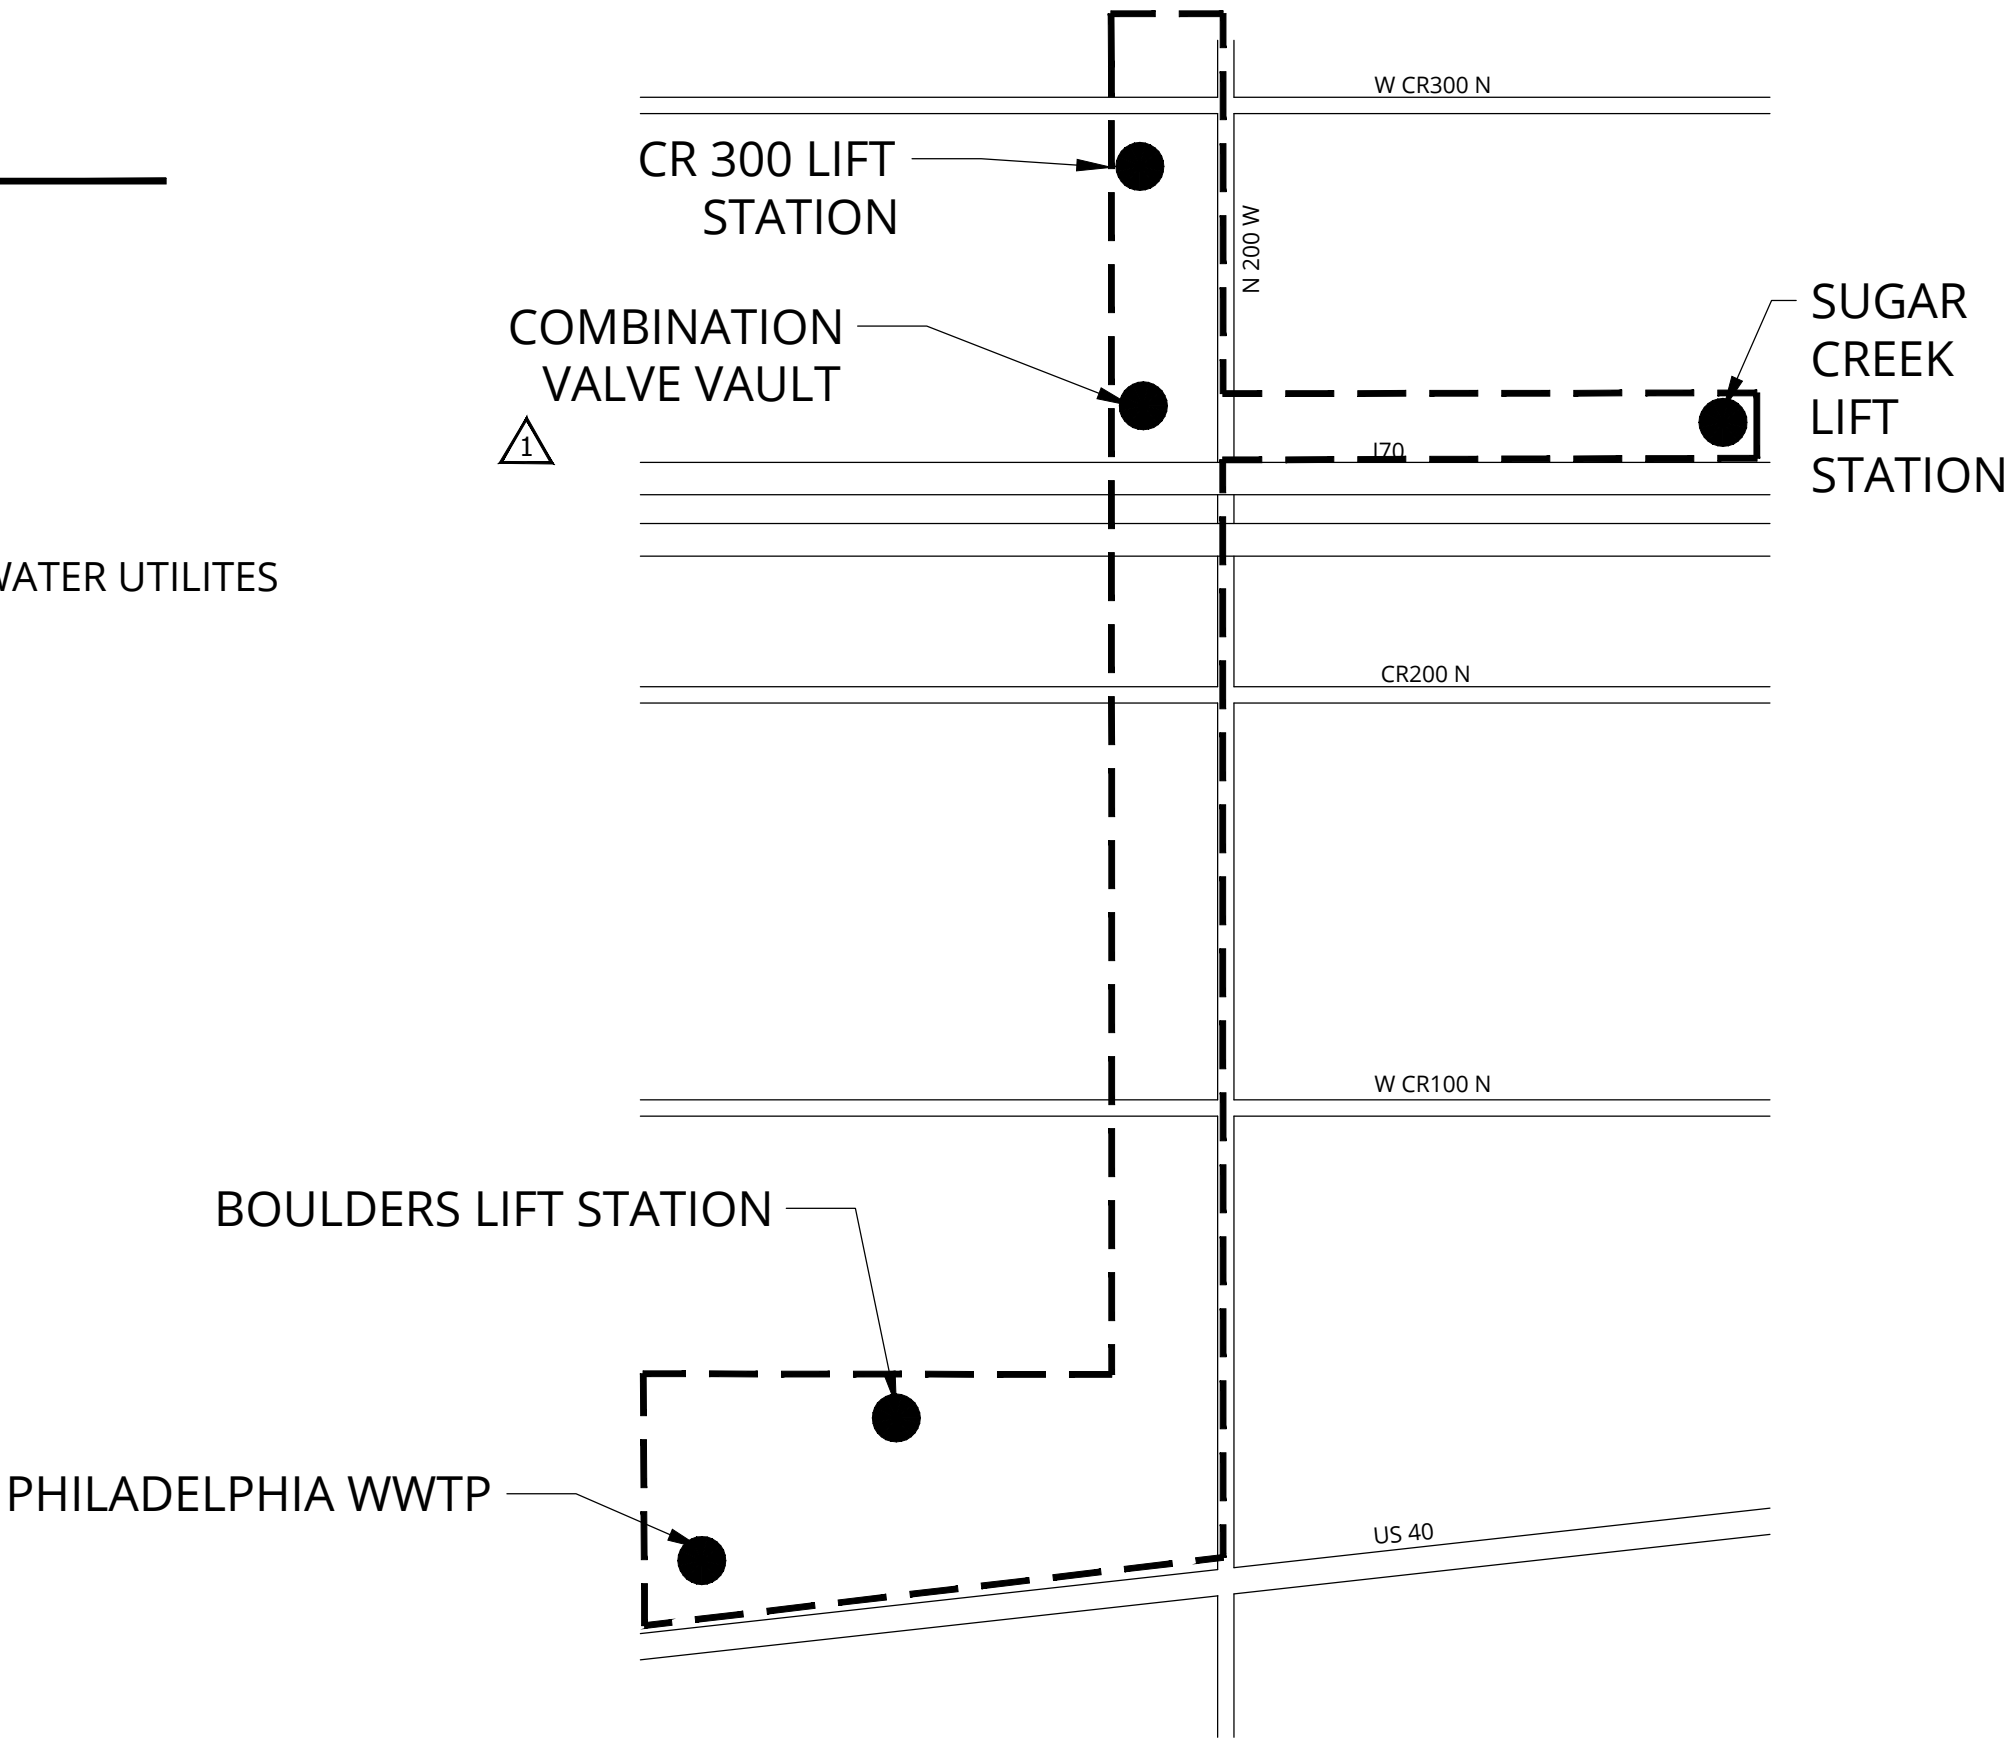 W CR300 N
CR 300 LIFT
STATION
N 200 W
COMBINATION
VALVE VAULT
1
SUGAR
CREEK
LIFT
STATION
I70
WATER UTILITES
CR200 N
W CR100 N
BOULDERS LIFT STATION
PHILADELPHIA WWTP
US 40